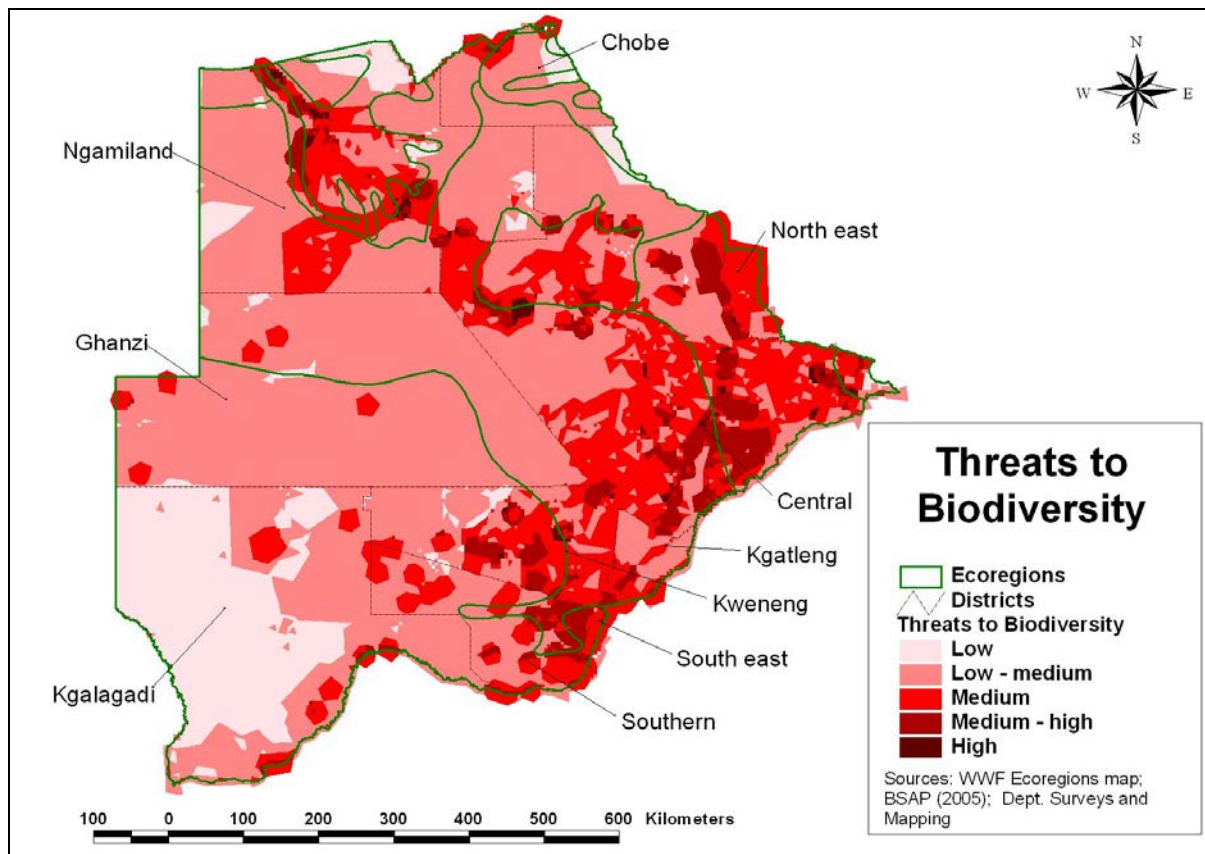 Chobe
N
W E
S
Ngamiland
North east
Ghanzi
Threats to
Biodiversity
Central
Kgatleng
Ecoregions
Districts
Kweneng
Threats to Biodiversity
Low
South east
Low - medium
Kgalagadi
Medium
Southern
Medium - high
High
Sources: WWF Ecoregions map;
BSAP (2005); Dept. Surveys and
Mapping
100 0 100 200 300 400 500 600 Kilometers